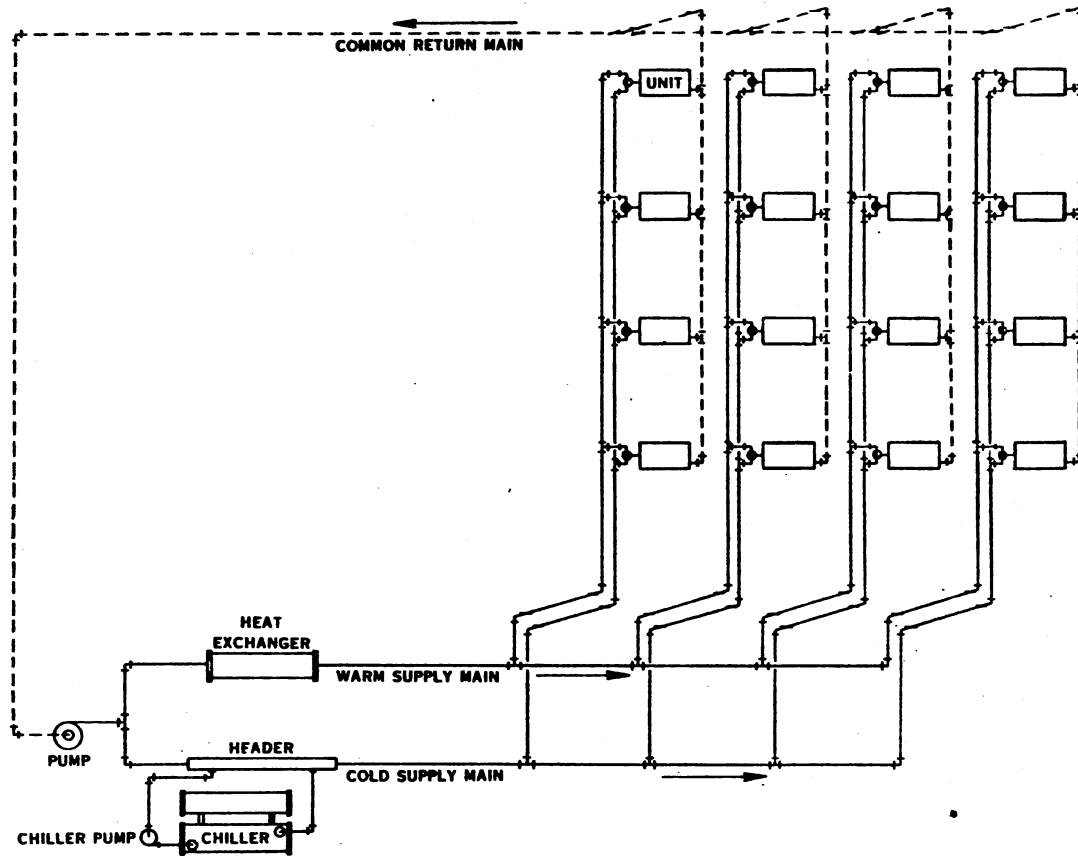 COMMON RETURN MAIN
UNIT
HEAT
EXCHANGER
WARM SUPPLY MAIN
PUMP
HEADER
COLD SUPPLY MAIN
CHILLER PUMP
CHILLER